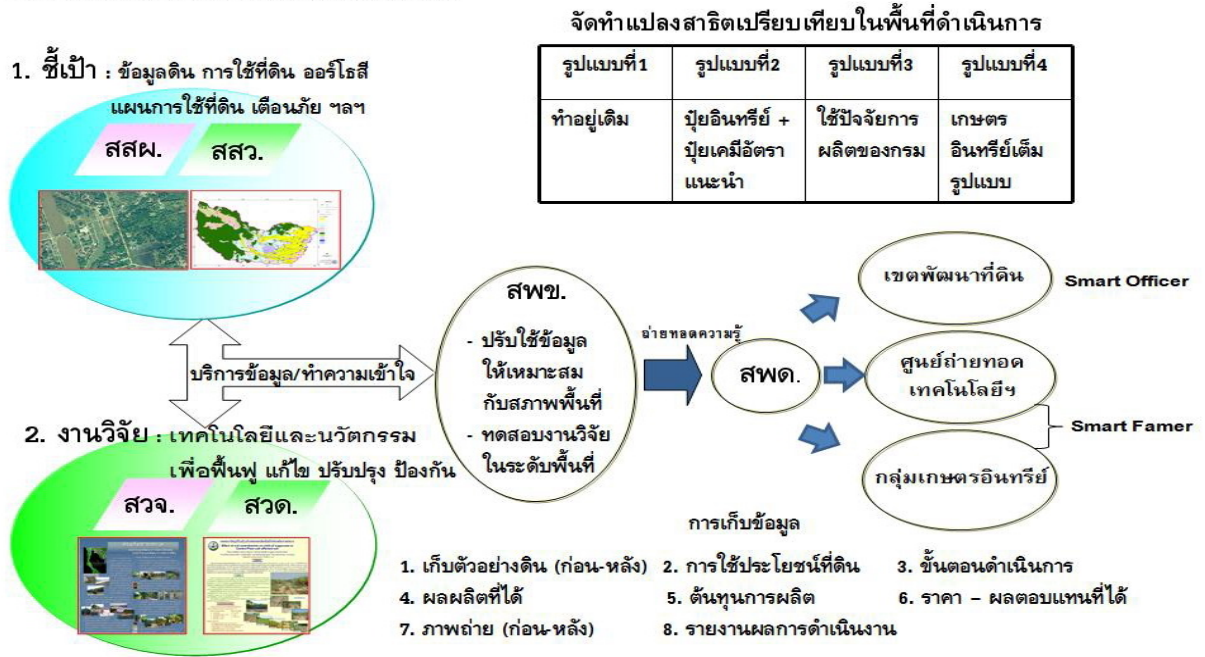 จัดทำแปลงสาธิตเปรียบเทียบในพื้นที่ดำเนินการ
รูปแบบที่1 รูปแบบที่2 รูปแบบที่3 รูปแบบที่4
ทำอยู่เดิม
ปุ๋ยอินทรีย์ +
ปุ๋ยเคมีอัตรา
แนะนำ
ใช้ปัจจัยการ
ผลิตของกรม
เกษตร
อินทรีย์เต็ม
รูปแบบ
1. ชี้เป้า : ข้อมูลดิน การใช้ที่ดิน ออร์โธสี
แผนการใช้ที่ดิน เตือนภัย ฯลฯ
สสผ. สสว.
บริการข้อมูล/ทำความเข้าใจ
2. งานวิจัย : เทคโนโลยีและนวัตกรรม
เพื่อฟื้นฟู แก้ไข ปรับปรุง ป้องกัน
สวจ. สวด.
สพข.
- ปรับใช้ข้อมูล
ให้เหมาะสม
กับสภาพพื้นที่
- ทดสอบงานวิจัย
ในระดับพื้นที่
ถ่ายทอดความรู้
สพด.
เขตพัฒนาที่ดิน
Smart Officer
ศูนย์ถ่ายทอด
เทคโนโลยีฯ
Smart Famer
กลุ่มเกษตรอินทรีย์
การเก็บข้อมูล
1. เก็บตัวอย่างดิน (ก่อน-หลัง) 2. การใช้ประโยชน์ที่ดิน 3. ขั้นตอนดำเนินการ
4. ผลผลิตที่ได้ 5. ต้นทุนการผลิต 6. ราคา – ผลตอบแทนที่ได้
7. ภาพถ่าย (ก่อน-หลัง) 8. รายงานผลการดำเนินงาน